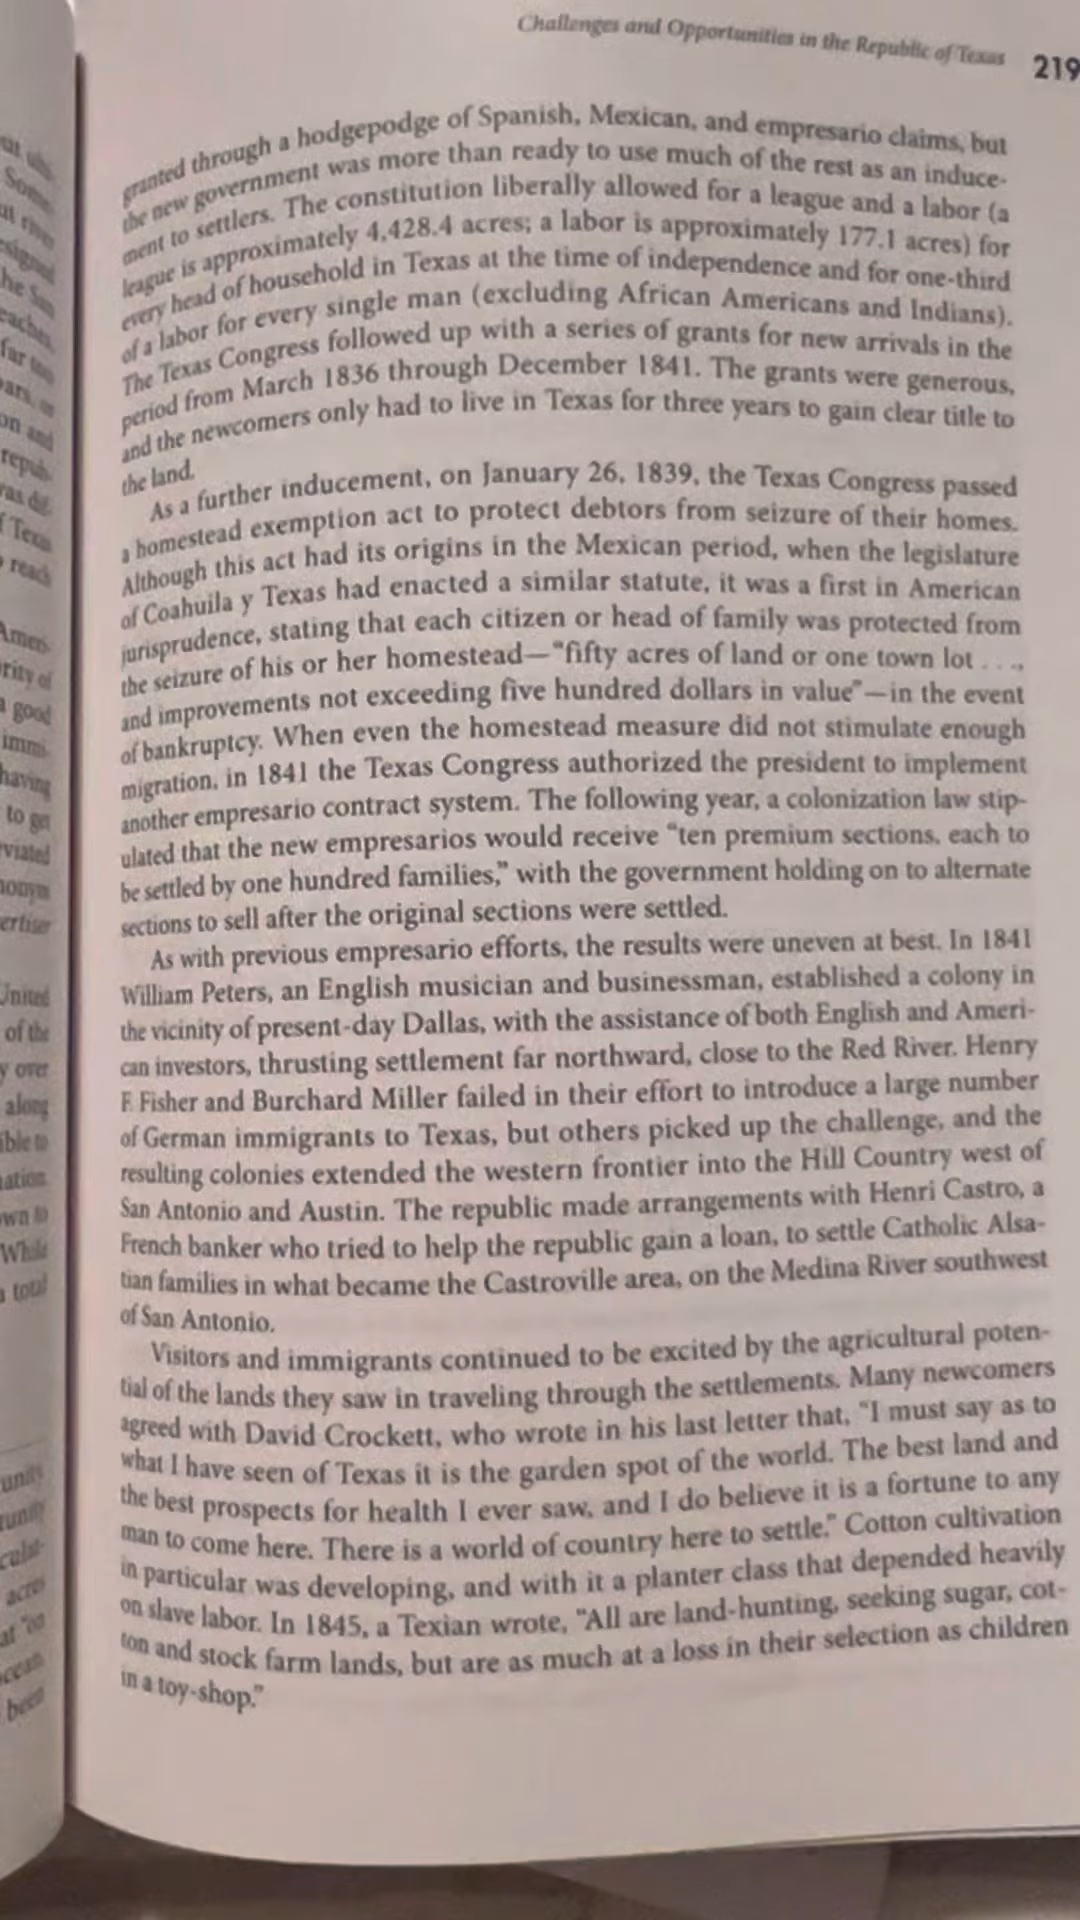 Challenges and Opportunities in the Republic of Texas 219
granted through a hodgepodge of Spanish, Mexican, and empresario claims, but
the new government was more than ready to use much of the rest as an induce-
ment to settlers. The constitution liberally allowed for a league and a labor (a
league is approximately 4,428.4 acres; a labor is approximately 177.1 acres) for
every head of household in Texas at the time of independence and for one-third
of a labor for every single man (excluding African Americans and Indians).
The Texas Congress followed up with a series of grants for new arrivals in the
period from March 1836 through December 1841. The grants were generous,
and the newcomers only had to live in Texas for three years to gain clear title to
the land.
As a further inducement, on January 26, 1839, the Texas Congress passed
a homestead exemption act to protect debtors from seizure of their homes.
Although this act had its origins in the Mexican period, when the legislature
of Coahuila y Texas had enacted a similar statute, it was a first in American
jurisprudence, stating that each citizen or head of family was protected from
the seizure of his or her homestead—"fifty acres of land or one town lot . . .,
and improvements not exceeding five hundred dollars in value"—in the event
of bankruptcy. When even the homestead measure did not stimulate enough
migration, in 1841 the Texas Congress authorized the president to implement
another empresario contract system. The following year, a colonization law stip-
ulated that the new empresarios would receive "ten premium sections, each to
be settled by one hundred families," with the government holding on to alternate
sections to sell after the original sections were settled.
As with previous empresario efforts, the results were uneven at best. In 1841
William Peters, an English musician and businessman, established a colony in
the vicinity of present-day Dallas, with the assistance of both English and Ameri-
can investors, thrusting settlement far northward, close to the Red River. Henry
F. Fisher and Burchard Miller failed in their effort to introduce a large number
of German immigrants to Texas, but others picked up the challenge, and the
resulting colonies extended the western frontier into the Hill Country west of
San Antonio and Austin. The republic made arrangements with Henri Castro, a
French banker who tried to help the republic gain a loan, to settle Catholic Alsa-
tian families in what became the Castroville area, on the Medina River southwest
of San Antonio.
Visitors and immigrants continued to be excited by the agricultural poten-
tial of the lands they saw in traveling through the settlements. Many newcomers
agreed with David Crockett, who wrote in his last letter that, "I must say as to
what I have seen of Texas it is the garden spot of the world. The best land and
the best prospects for health I ever saw, and I do believe it is a fortune to any
man to come here. There is a world of country here to settle." Cotton cultivation
in particular was developing, and with it a planter class that depended heavily
on slave labor. In 1845, a Texian wrote, "All are land-hunting, seeking sugar, cot-
ton and stock farm lands, but are as much at a loss in their selection as children
in a toy-shop."